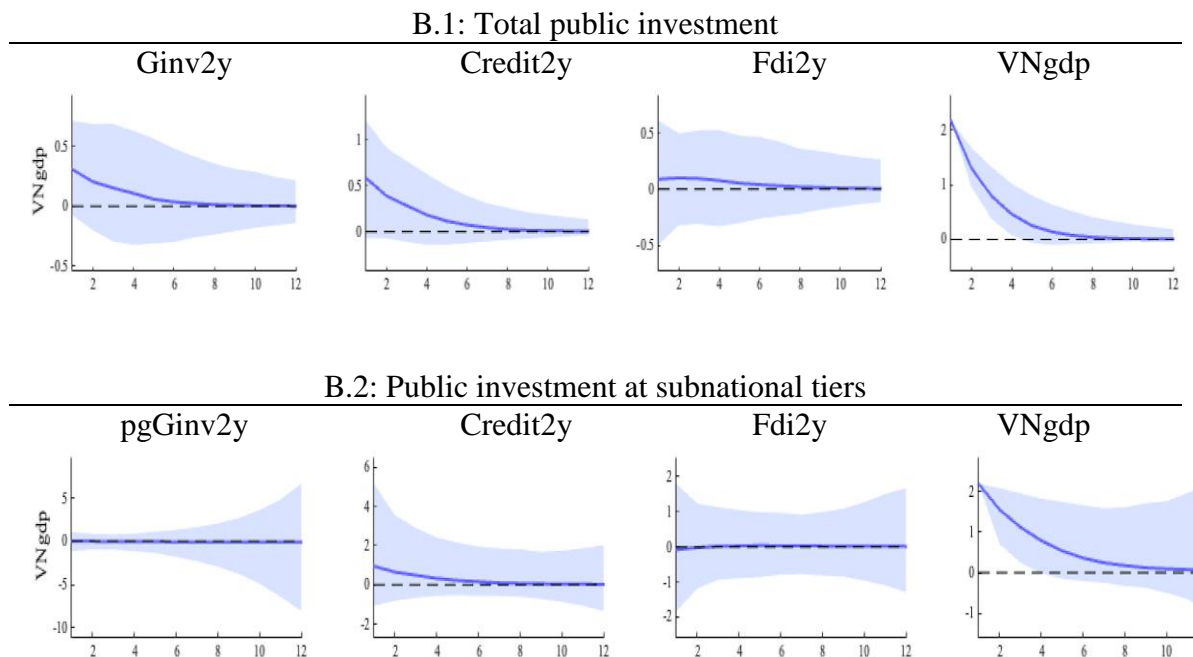 B.1: Total public investment
Ginv2y Credit2y Fdi2y VNgdp
VNgdp
0.5
0
-0.5
2 4 6 8 10 12
1
0.5
0
2 4 6 8 10 12
0.5
0
-0.5
2 4 6 8 10 12
2
1
0
2 4 6 8 10 12
B.2: Public investment at subnational tiers
pgGinv2y Credit2y Fdi2y VNgdp
VNgdp
5
0
-5
-10
2 4 6 8 10 12
6
4
2
0
-2
2 4 6 8 10 12
2
1
0
-1
-2
2 4 6 8 10 12
2
1
0
-1
2 4 6 8 10